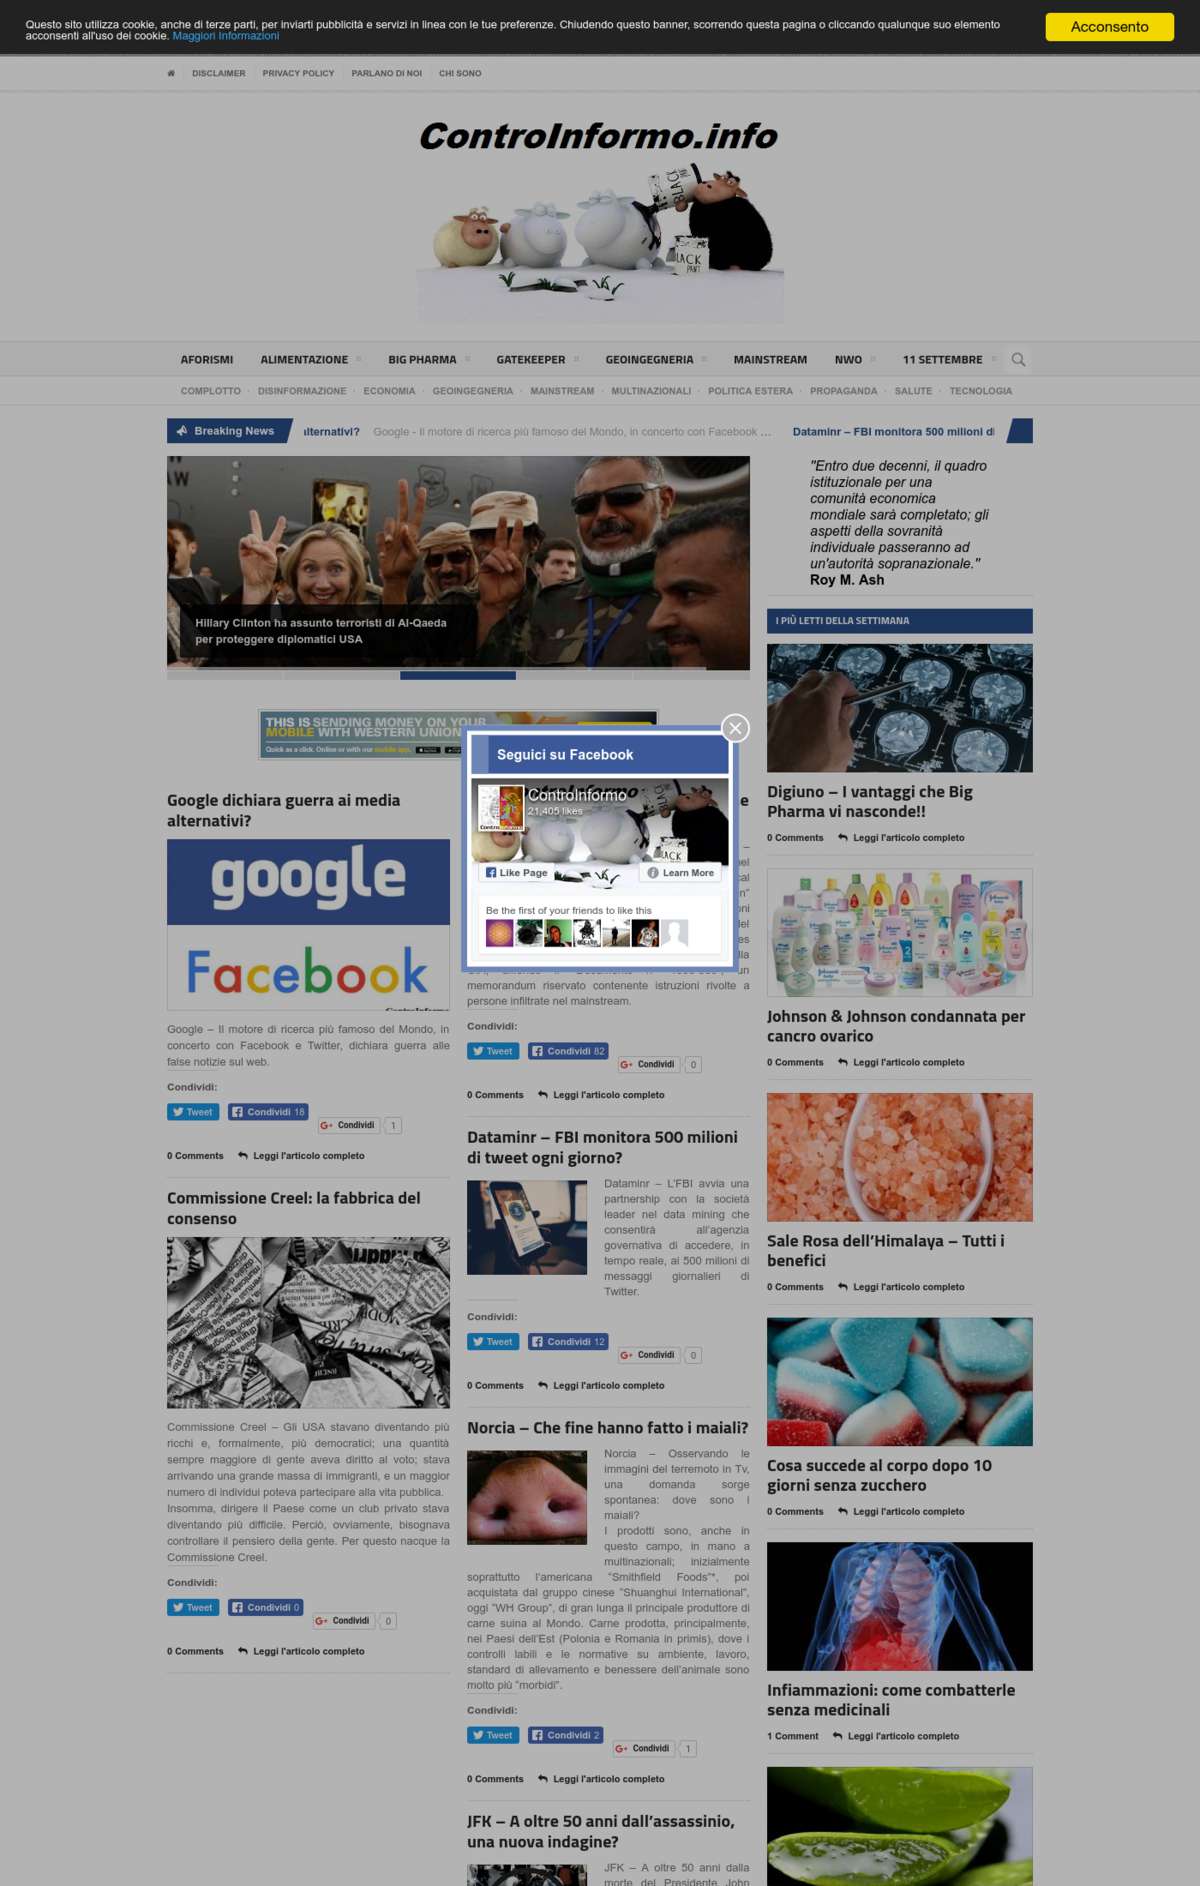 Questo sito utilizza cookie, anche di terze parti, per inviarti pubblicità e servizi in linea con le tue preferenze. Chiudendo questo banner, scorrendo questa pagina o cliccando qualunque suo elemento
acconsenti all'uso dei cookie. Maggiori Informazioni
Acconsento
DISCLAIMER PRIVACY POLICY PARLANO DI NOI CHI SONO
ControInformo.info
BLACK
LACK
PAINT
AFORISMI ALIMENTAZIONE BIG PHARMA GATEKEEPER GEOINGEGNERIA MAINSTREAM NWO 11 SETTEMBRE
COMPLOTTO · DISINFORMAZIONE · ECONOMIA · GEOINGEGNERIA · MAINSTREAM · MULTINAZIONALI · POLITICA ESTERA · PROPAGANDA · SALUTE · TECNOLOGIA
Breaking News lternativi? Google - Il motore di ricerca più famoso del Mondo, in concerto con Facebook ... Dataminr – FBI monitora 500 milioni di
Hillary Clinton ha assunto terroristi di Al-Qaeda
per proteggere diplomatici USA
"Entro due decenni, il quadro
istituzionale per una
comunità economica
mondiale sarà completato; gli
aspetti della sovranità
individuale passeranno ad
un'autorità sopranazionale."
Roy M. Ash
THIS IS SENDING MONEY ON YOUR
MOBILE WITH WESTERN UNION
Quick as a click. Online or with our mobile app.
Seguici su Facebook
ControInformo
21,405 likes
LACK
Like Page
Learn More
Be the first of your friends to like this
Google dichiara guerra ai media
alternativi?
google
Facebook
ControInformo
Google – Il motore di ricerca più famoso del Mondo, in
concerto con Facebook e Twitter, dichiara guerra alle
false notizie sul web.
Condividi:
Tweet Condividi 18
Condividi 1
0 Comments Leggi l'articolo completo
Commissione Creel: la fabbrica del
consenso
Commissione Creel – Gli USA stavano diventando più
ricchi e, formalmente, più democratici; una quantità
sempre maggiore di gente aveva diritto al voto; stava
arrivando una grande massa di immigranti, e un maggior
numero di individui poteva partecipare alla vita pubblica.
Insomma, dirigere il Paese come un club privato stava
diventando più difficile. Perciò, ovviamente, bisognava
controllare il pensiero della gente. Per questo nacque la
Commissione Creel.
Condividi:
Tweet Condividi 0
Condividi 0
0 Comments Leggi l'articolo completo
memorandum riservato contenente istruzioni rivolte a
persone infiltrate nel mainstream.
Condividi:
Tweet Condividi 82
Condividi 0
0 Comments Leggi l'articolo completo
Dataminr – FBI monitora 500 milioni
di tweet ogni giorno?
Dataminr – L'FBI avvia una
partnership con la società
leader nel data mining che
consentirà all'agenzia
governativa di accedere, in
tempo reale, ai 500 milioni di
messaggi giornalieri di
Twitter.
Condividi:
Tweet Condividi 12
Condividi 0
0 Comments Leggi l'articolo completo
Norcia – Che fine hanno fatto i maiali?
Norcia – Osservando le
immagini del terremoto in Tv,
una domanda sorge
spontanea: dove sono i
maiali?
I prodotti sono, anche in
questo campo, in mano a
multinazionali; inizialmente
soprattutto l'americana "Smithfield Foods"*, poi
acquistata dal gruppo cinese "Shuanghui International",
oggi "WH Group", di gran lunga il principale produttore di
carne suina al Mondo. Carne prodotta, principalmente,
nei Paesi dell'Est (Polonia e Romania in primis), dove i
controlli labili e le normative su ambiente, lavoro,
standard di allevamento e benessere dell'animale sono
molto più "morbidi".
Condividi:
Tweet Condividi 2
Condividi 1
0 Comments Leggi l'articolo completo
JFK – A oltre 50 anni dall'assassinio,
una nuova indagine?
JFK – A oltre 50 anni dalla
morte del Presidente John
I PIÙ LETTI DELLA SETTIMANA
Digiuno – I vantaggi che Big
Pharma vi nasconde!!
0 Comments Leggi l'articolo completo
Johnson & Johnson condannata per
cancro ovarico
0 Comments Leggi l'articolo completo
Sale Rosa dell'Himalaya – Tutti i
benefici
0 Comments Leggi l'articolo completo
Cosa succede al corpo dopo 10
giorni senza zucchero
0 Comments Leggi l'articolo completo
Infiammazioni: come combatterle
senza medicinali
1 Comment Leggi l'articolo completo